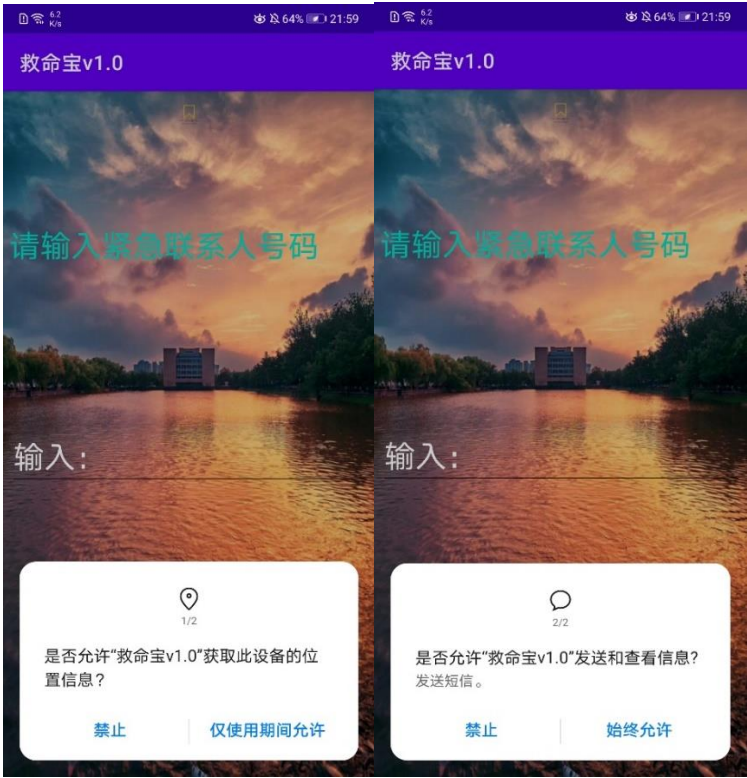 6.2
K/s
64%
21:59
救命宝v1.0
请输入紧急联系人号码
输入：
1/2
是否允许“救命宝v1.0”获取此设备的位
置信息？
禁止
仅使用期间允许
6.2
K/s
64%
21:59
救命宝v1.0
请输入紧急联系人号码
输入：
2/2
是否允许“救命宝v1.0”发送和查看信息?
发送短信。
禁止
始终允许